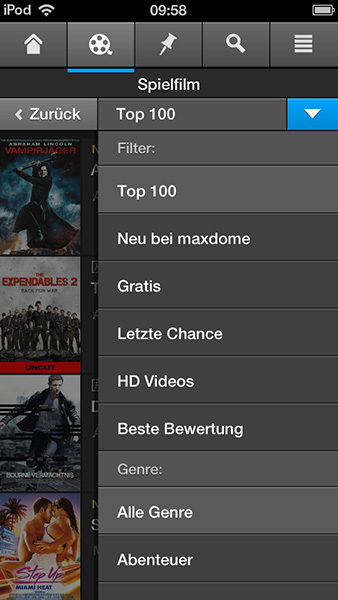 iPod
09:58
Spielfilm
Zurück
Top 100
Filter:
Top 100
Neu bei maxdome
Gratis
Letzte Chance
HD Videos
Beste Bewertung
Genre:
Alle Genre
Abenteuer
ABRAHAM LINCOLN
VAMPIRJÄGER
N
A
THE
EXPENDABLES 2
BACK FOR WAR
UNCUT
T
BOURNE VERMÄCHTNIS
D
Step Up
MIAMI HEAT
N
S